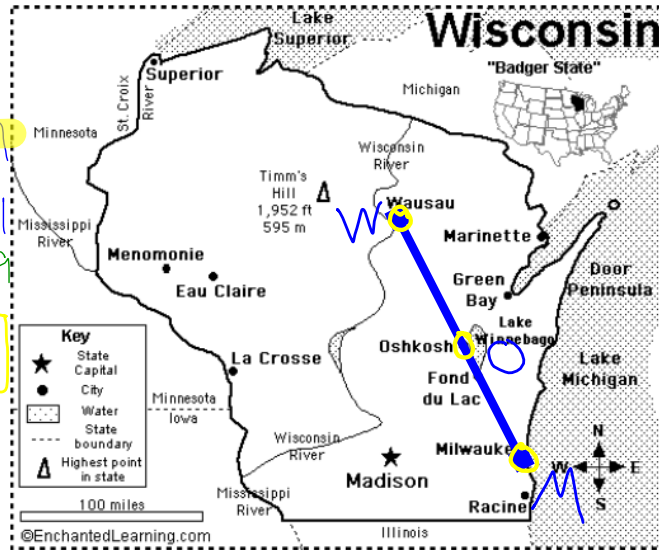 Wisconsin
"Badger State"
Lake
Superior
Superior
St. Croix
River
Minnesota
Michigan
Wisconsin
River
Timm's
Hill
1,952 ft
595 m
W
Wausau
Mississippi
River
Marinette
Menomonie
Eau Claire
Green
Bay
Door
Peninsula
Lake
Winnebago
Oshkosh
O
Fond
du Lac
Lake
Michigan
Key
State
Capital
City
Water
State
boundary
Highest point
in state
La Crosse
Minnesota
Iowa
Wisconsin
River
Milwauke
N
W
E
S
Madison
Racine
M
Mississippi
River
100 miles
Illinois
©EnchantedLearning.com